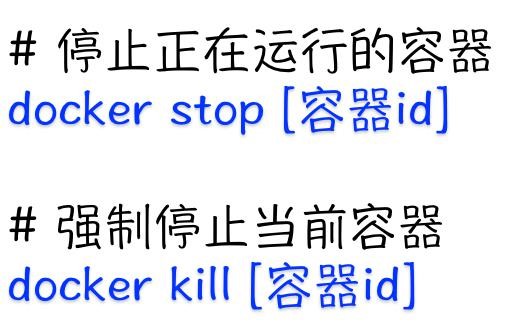 # 停止正在运行的容器
docker stop [容器id]
# 强制停止当前容器
docker kill [容器id]